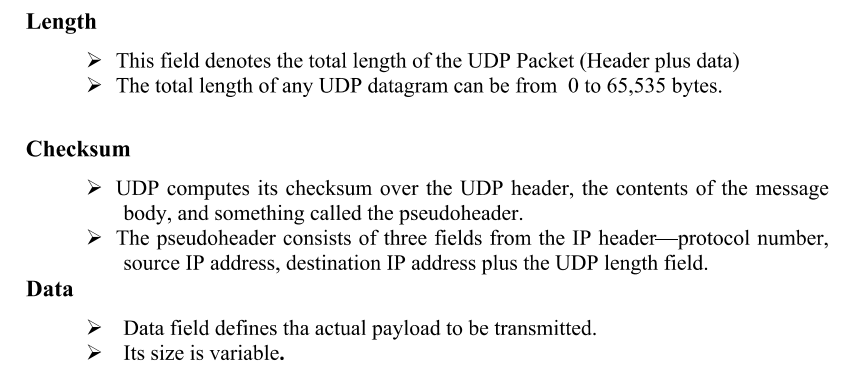 Length
➢ This field denotes the total length of the UDP Packet (Header plus data)
➢ The total length of any UDP datagram can be from 0 to 65,535 bytes.
Checksum
➢ UDP computes its checksum over the UDP header, the contents of the message
body, and something called the pseudoheader.
➢ The pseudoheader consists of three fields from the IP header—protocol number,
source IP address, destination IP address plus the UDP length field.
Data
➢ Data field defines tha actual payload to be transmitted.
➢ Its size is variable.